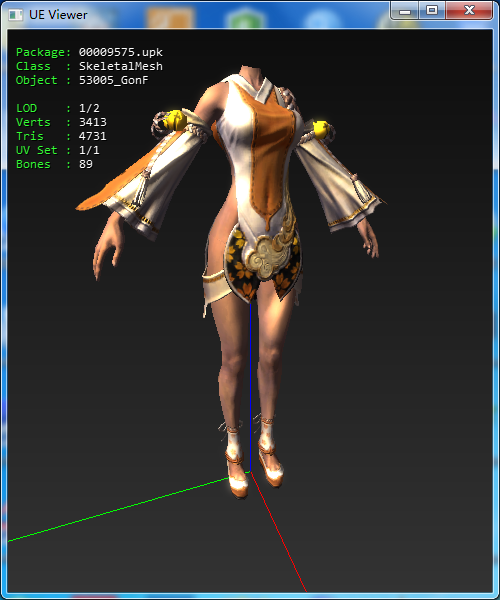 UE Viewer
Package: 00009575.upk
Class : SkeletalMesh
Object : 53005_GonF
LOD : 1/2
Verts : 3413
Tris : 4731
UV Set : 1/1
Bones : 89